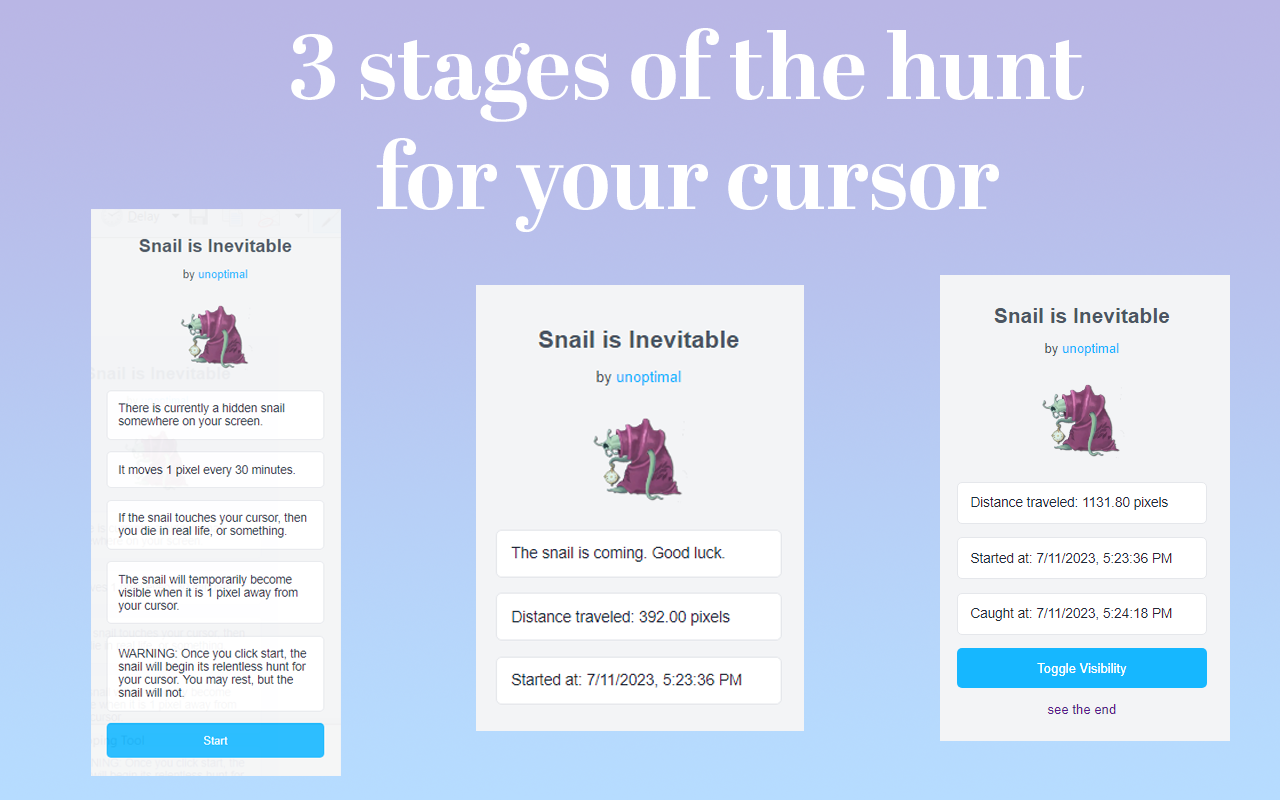 3 stages of the hunt
for your cursor
Delay
Snail is Inevitable
by unoptimal
Snail is Inevitable
There is currently a hidden snail
somewhere on your screen.
It moves 1 pixel every 30 minutes.
If the snail touches your cursor, then
you die in real life, or something.
The snail will temporarily become
visible when it is 1 pixel away from
your cursor.
WARNING: Once you click start, the
snail will begin its relentless hunt for
your cursor. You may rest, but the
snail will not.
Start
Snail is Inevitable
by unoptimal
The snail is coming. Good luck.
Distance traveled: 392.00 pixels
Started at: 7/11/2023, 5:23:36 PM
Snail is Inevitable
by unoptimal
Distance traveled: 1131.80 pixels
Started at: 7/11/2023, 5:23:36 PM
Caught at: 7/11/2023, 5:24:18 PM
Toggle Visibility
see the end